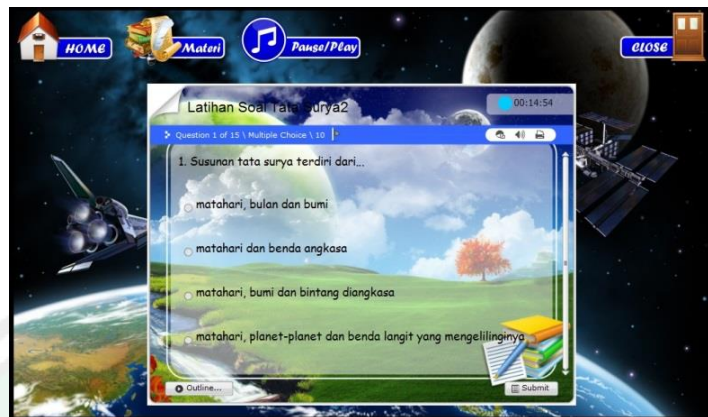 HOME
Materi
Pause/Play
CLOSE
Latihan Soal Tata Surya2
00:14:54
Question 1 of 15 \ Multiple Choice \ 10
1. Susunan tata surya terdiri dari...
matahari, bulan dan bumi
matahari dan benda angkasa
matahari, bumi dan bintang diangkasa
matahari, planet-planet dan benda langit yang mengelilinginya
Outline...
Submit